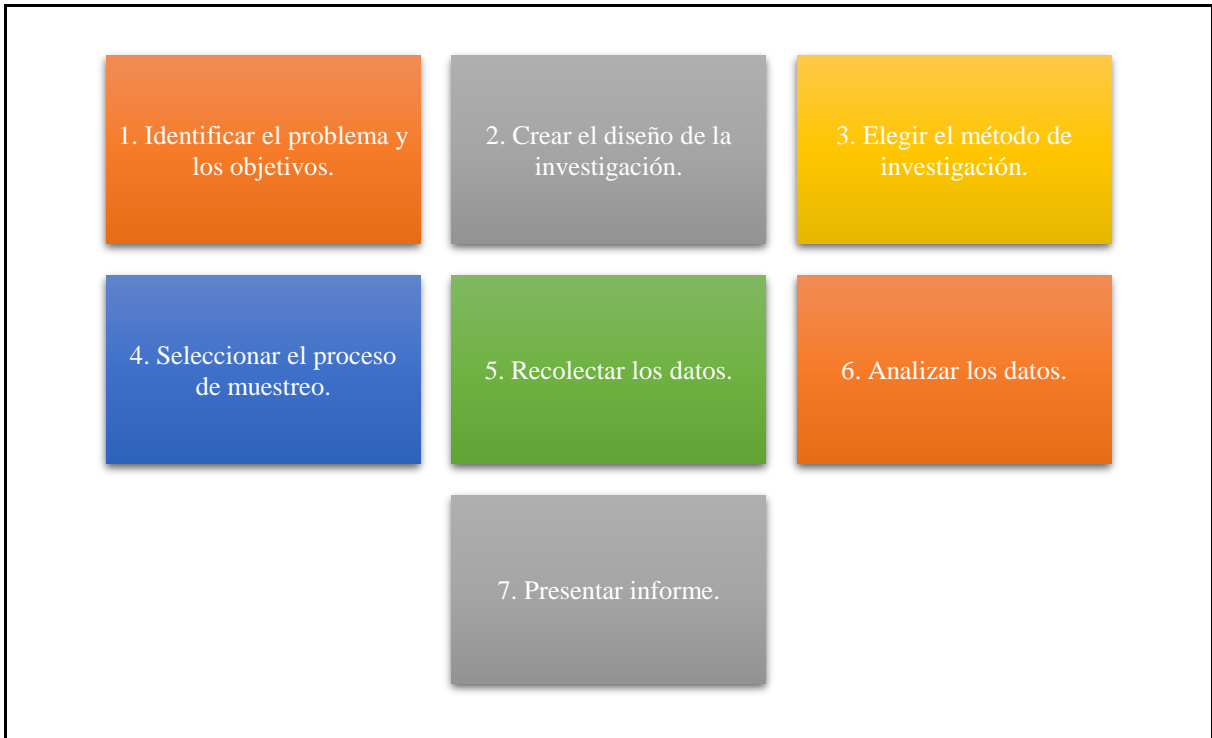 1. Identificar el problema y
los objetivos.
2. Crear el diseño de la
investigación.
3. Elegir el método de
investigación.
4. Seleccionar el proceso
de muestreo.
5. Recolectar los datos.
6. Analizar los datos.
7. Presentar informe.